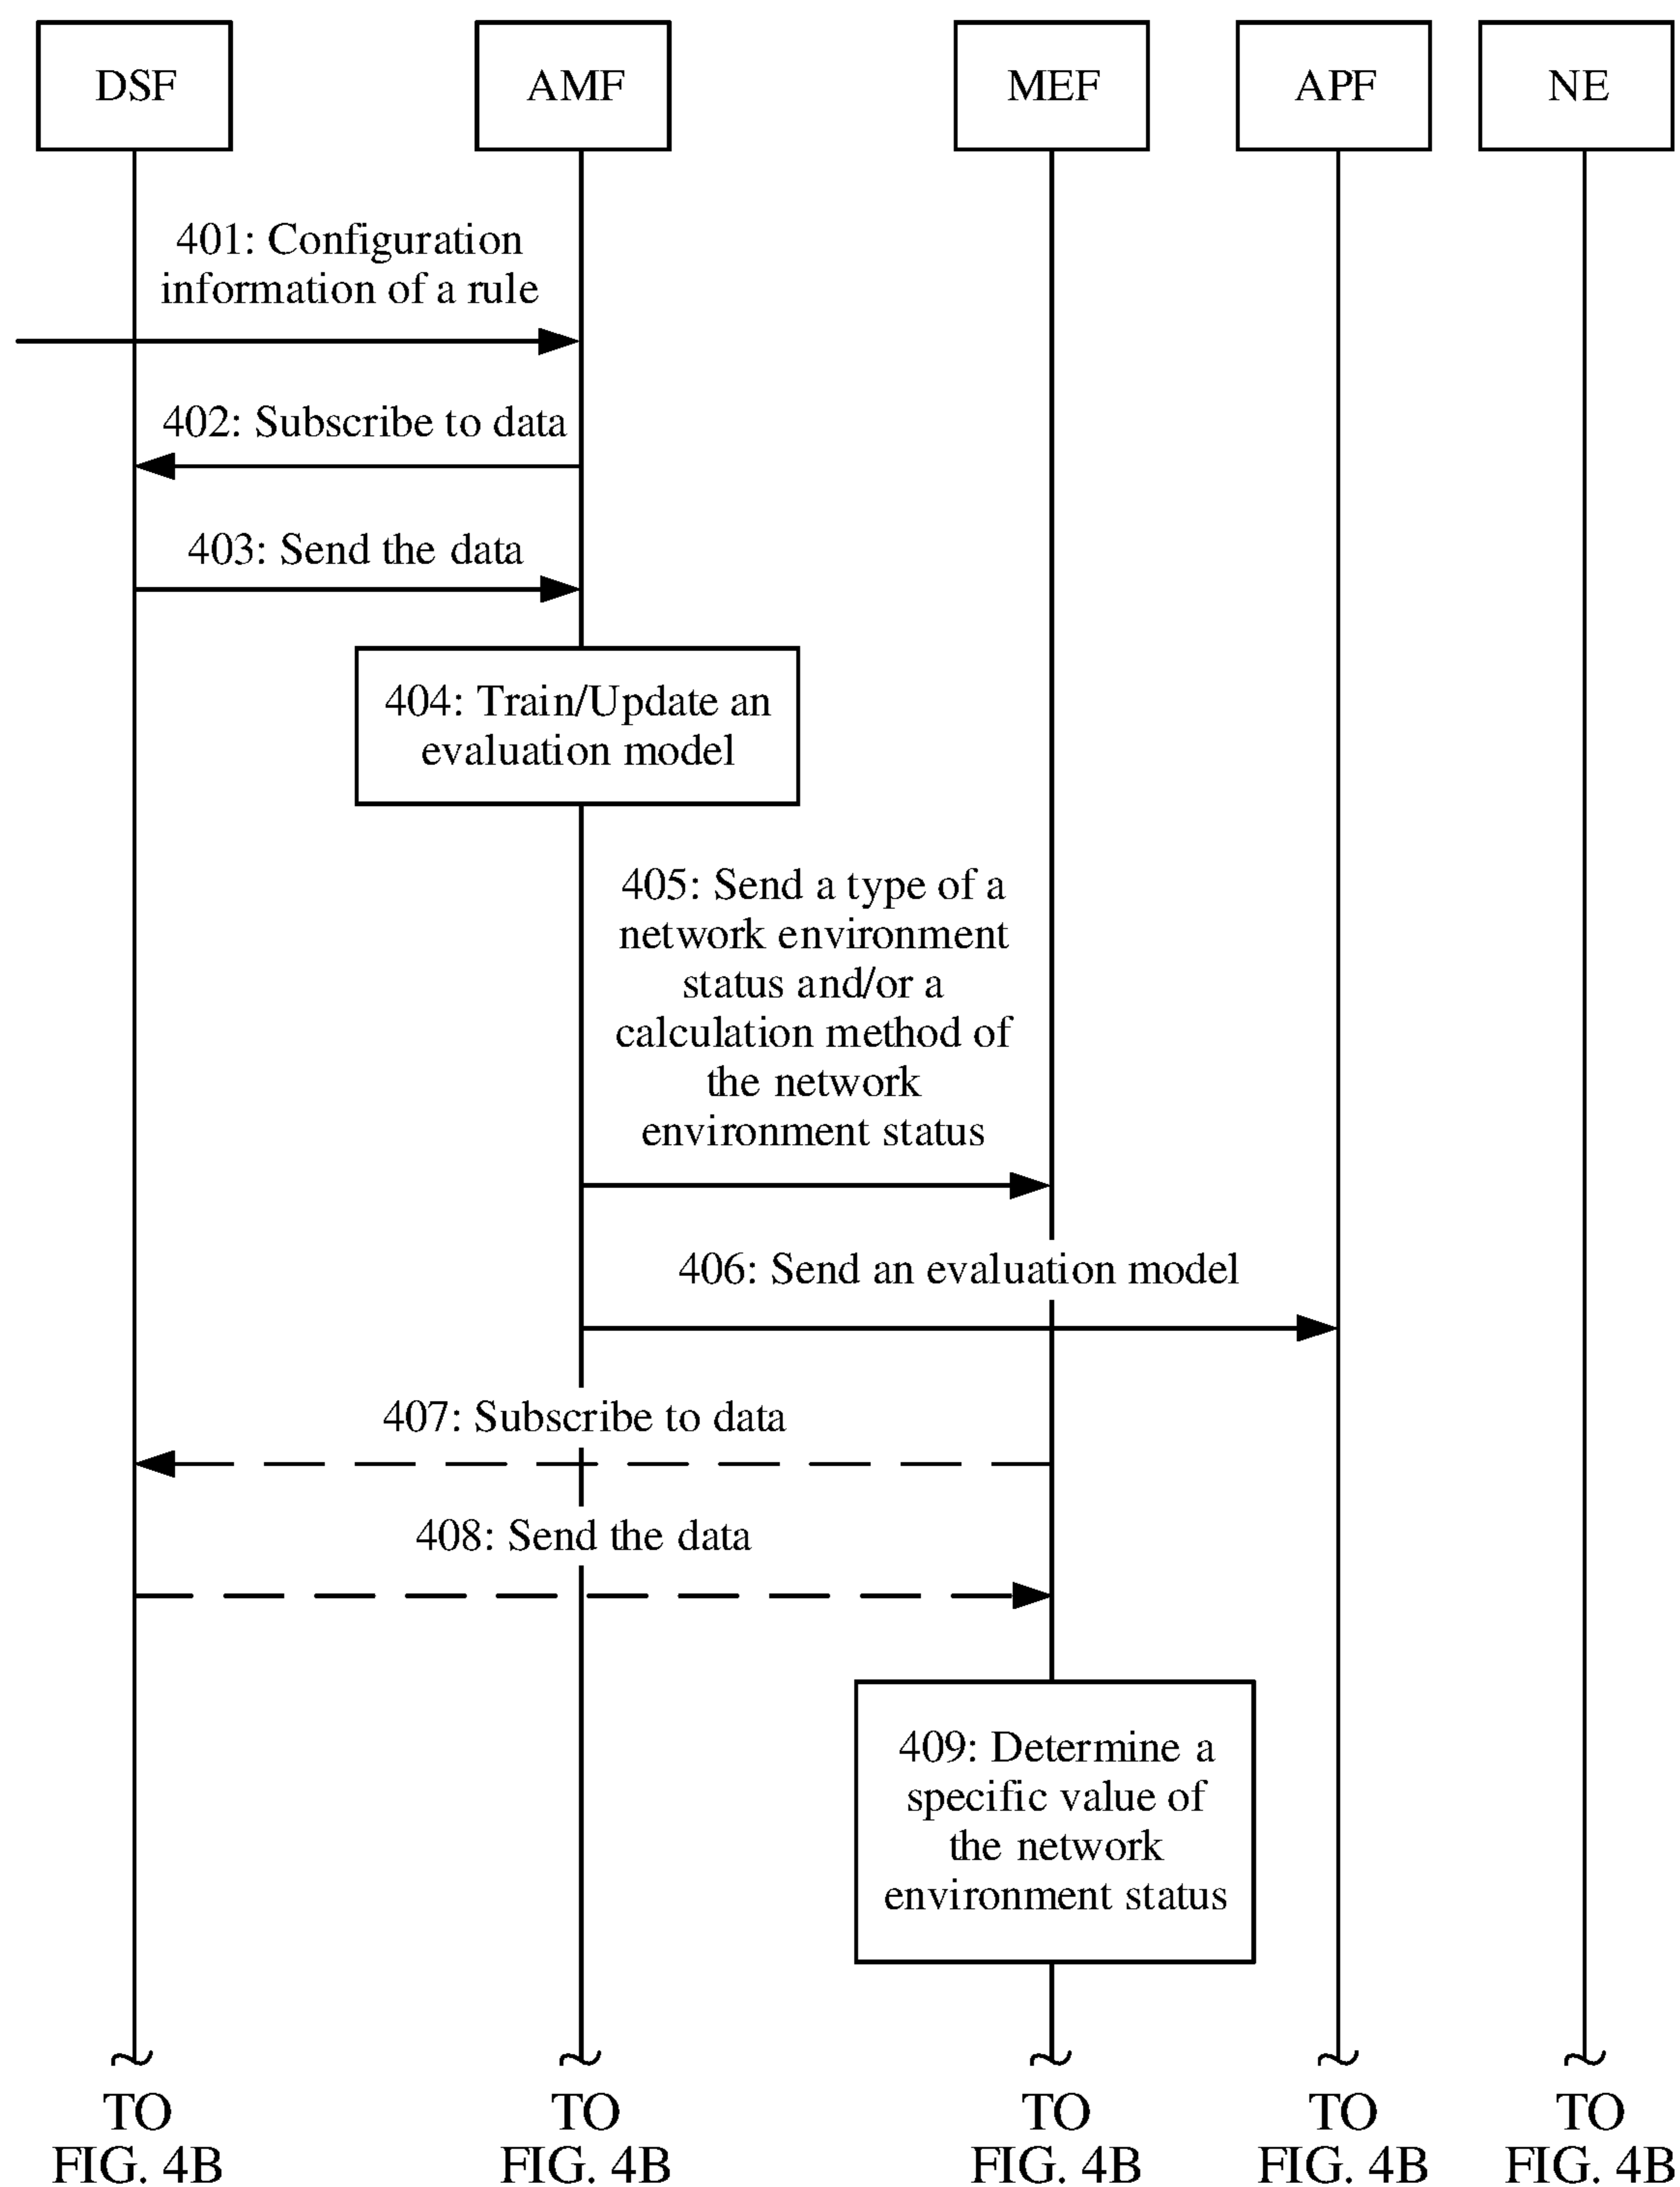 DSF
AMF
MEF
APF
NE
401: Configuration
information of a rule
402: Subscribe to data
403: Send the data
404: Train/Update an
evaluation model
405: Send a type of a
network environment
status and/or a
calculation method of
the network
environment status
406: Send an evaluation model
407: Subscribe to data
408: Send the data
409: Determine a
specific value of
the network
environment status
TO
FIG. 4B
TO
FIG. 4B
TO
FIG. 4B
TO
FIG. 4B
TO
FIG. 4B